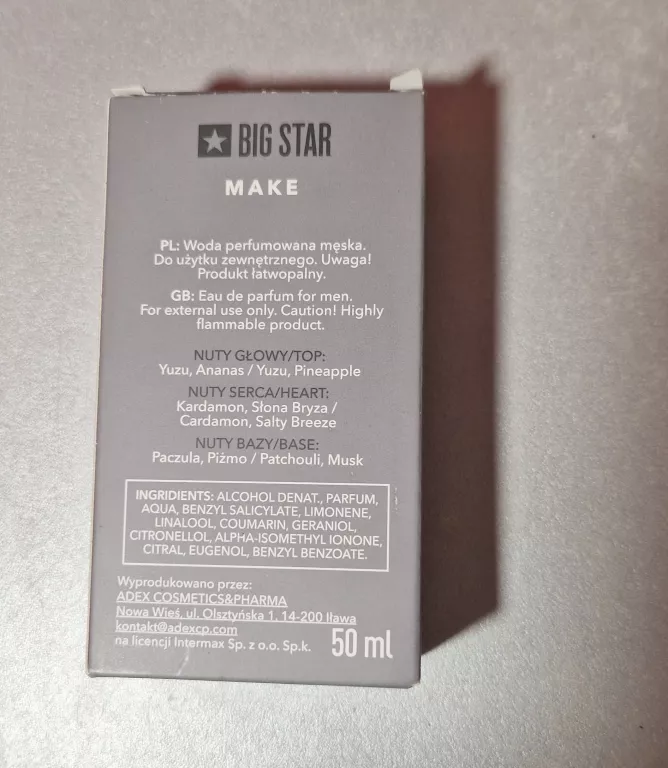 BIG STAR
MAKE
PL: Woda perfumowana męska.
Do użytku zewnętrznego. Uwaga!
Produkt łatwopalny.
GB: Eau de parfum for men.
For external use only. Caution! Highly
flammable product.
NUTY GŁOWY/TOP:
Yuzu, Ananas / Yuzu, Pineapple
NUTY SERCA/HEART:
Kardamon, Słona Bryza /
Cardamon, Salty Breeze
NUTY BAZY/BASE:
Paczula, Piżmo / Patchouli, Musk
INGREDIENTS: ALCOHOL DENAT., PARFUM,
AQUA, BENZYL SALICYLATE, LIMONENE,
LINALOOL, COUMARIN, GERANIOL,
CITRONELLOL, ALPHA-ISOMETHYL IONONE,
CITRAL, EUGENOL, BENZYL BENZOATE.
Wyprodukowano przez:
ADEX COSMETICS&PHARMA
Nowa Wieś, ul. Olsztyńska 1, 14-200 Iława
kontakt@adexcp.com
na licencji Intermax Sp. z o.o. Sp.k.
50 ml